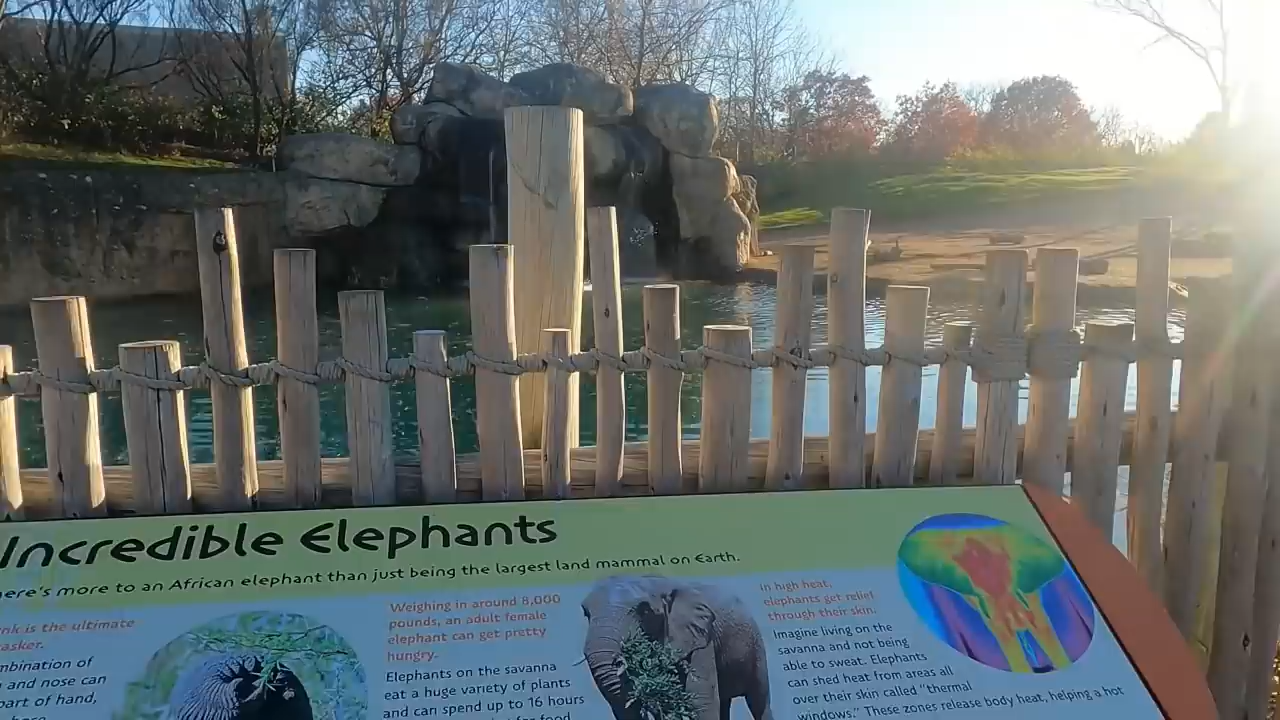 Incredible Elephants
here's more to an African elephant than just being the largest land mammal on Earth.
nk is the ultimate
asker.
mbination of
and nose can
part of hand,
Weighing in around 8,000
pounds, an adult female
elephant can get pretty
hungry.
Elephants on the savanna
eat a huge variety of plants
and can spend up to 16 hours
for food
In high heat,
elephants get relief
through their skin.
Imagine living on the
savanna and not being
able to sweat. Elephants
can shed heat from areas all
over their skin called "thermal
windows." These zones release body heat, helping a hot